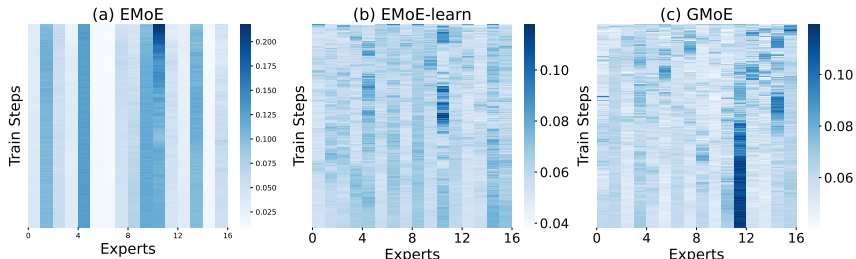 (a) EMoE
(b) EMoE-learn
(c) GMoE
Train Steps
0 4 8 12 16
Experts
0.200
0.175
0.150
0.125
0.100
0.075
0.050
0.025
Train Steps
0 4 8 12 16
Experts
0.10
0.08
0.06
0.04
Train Steps
0 4 8 12 16
Experts
0.10
0.08
0.06